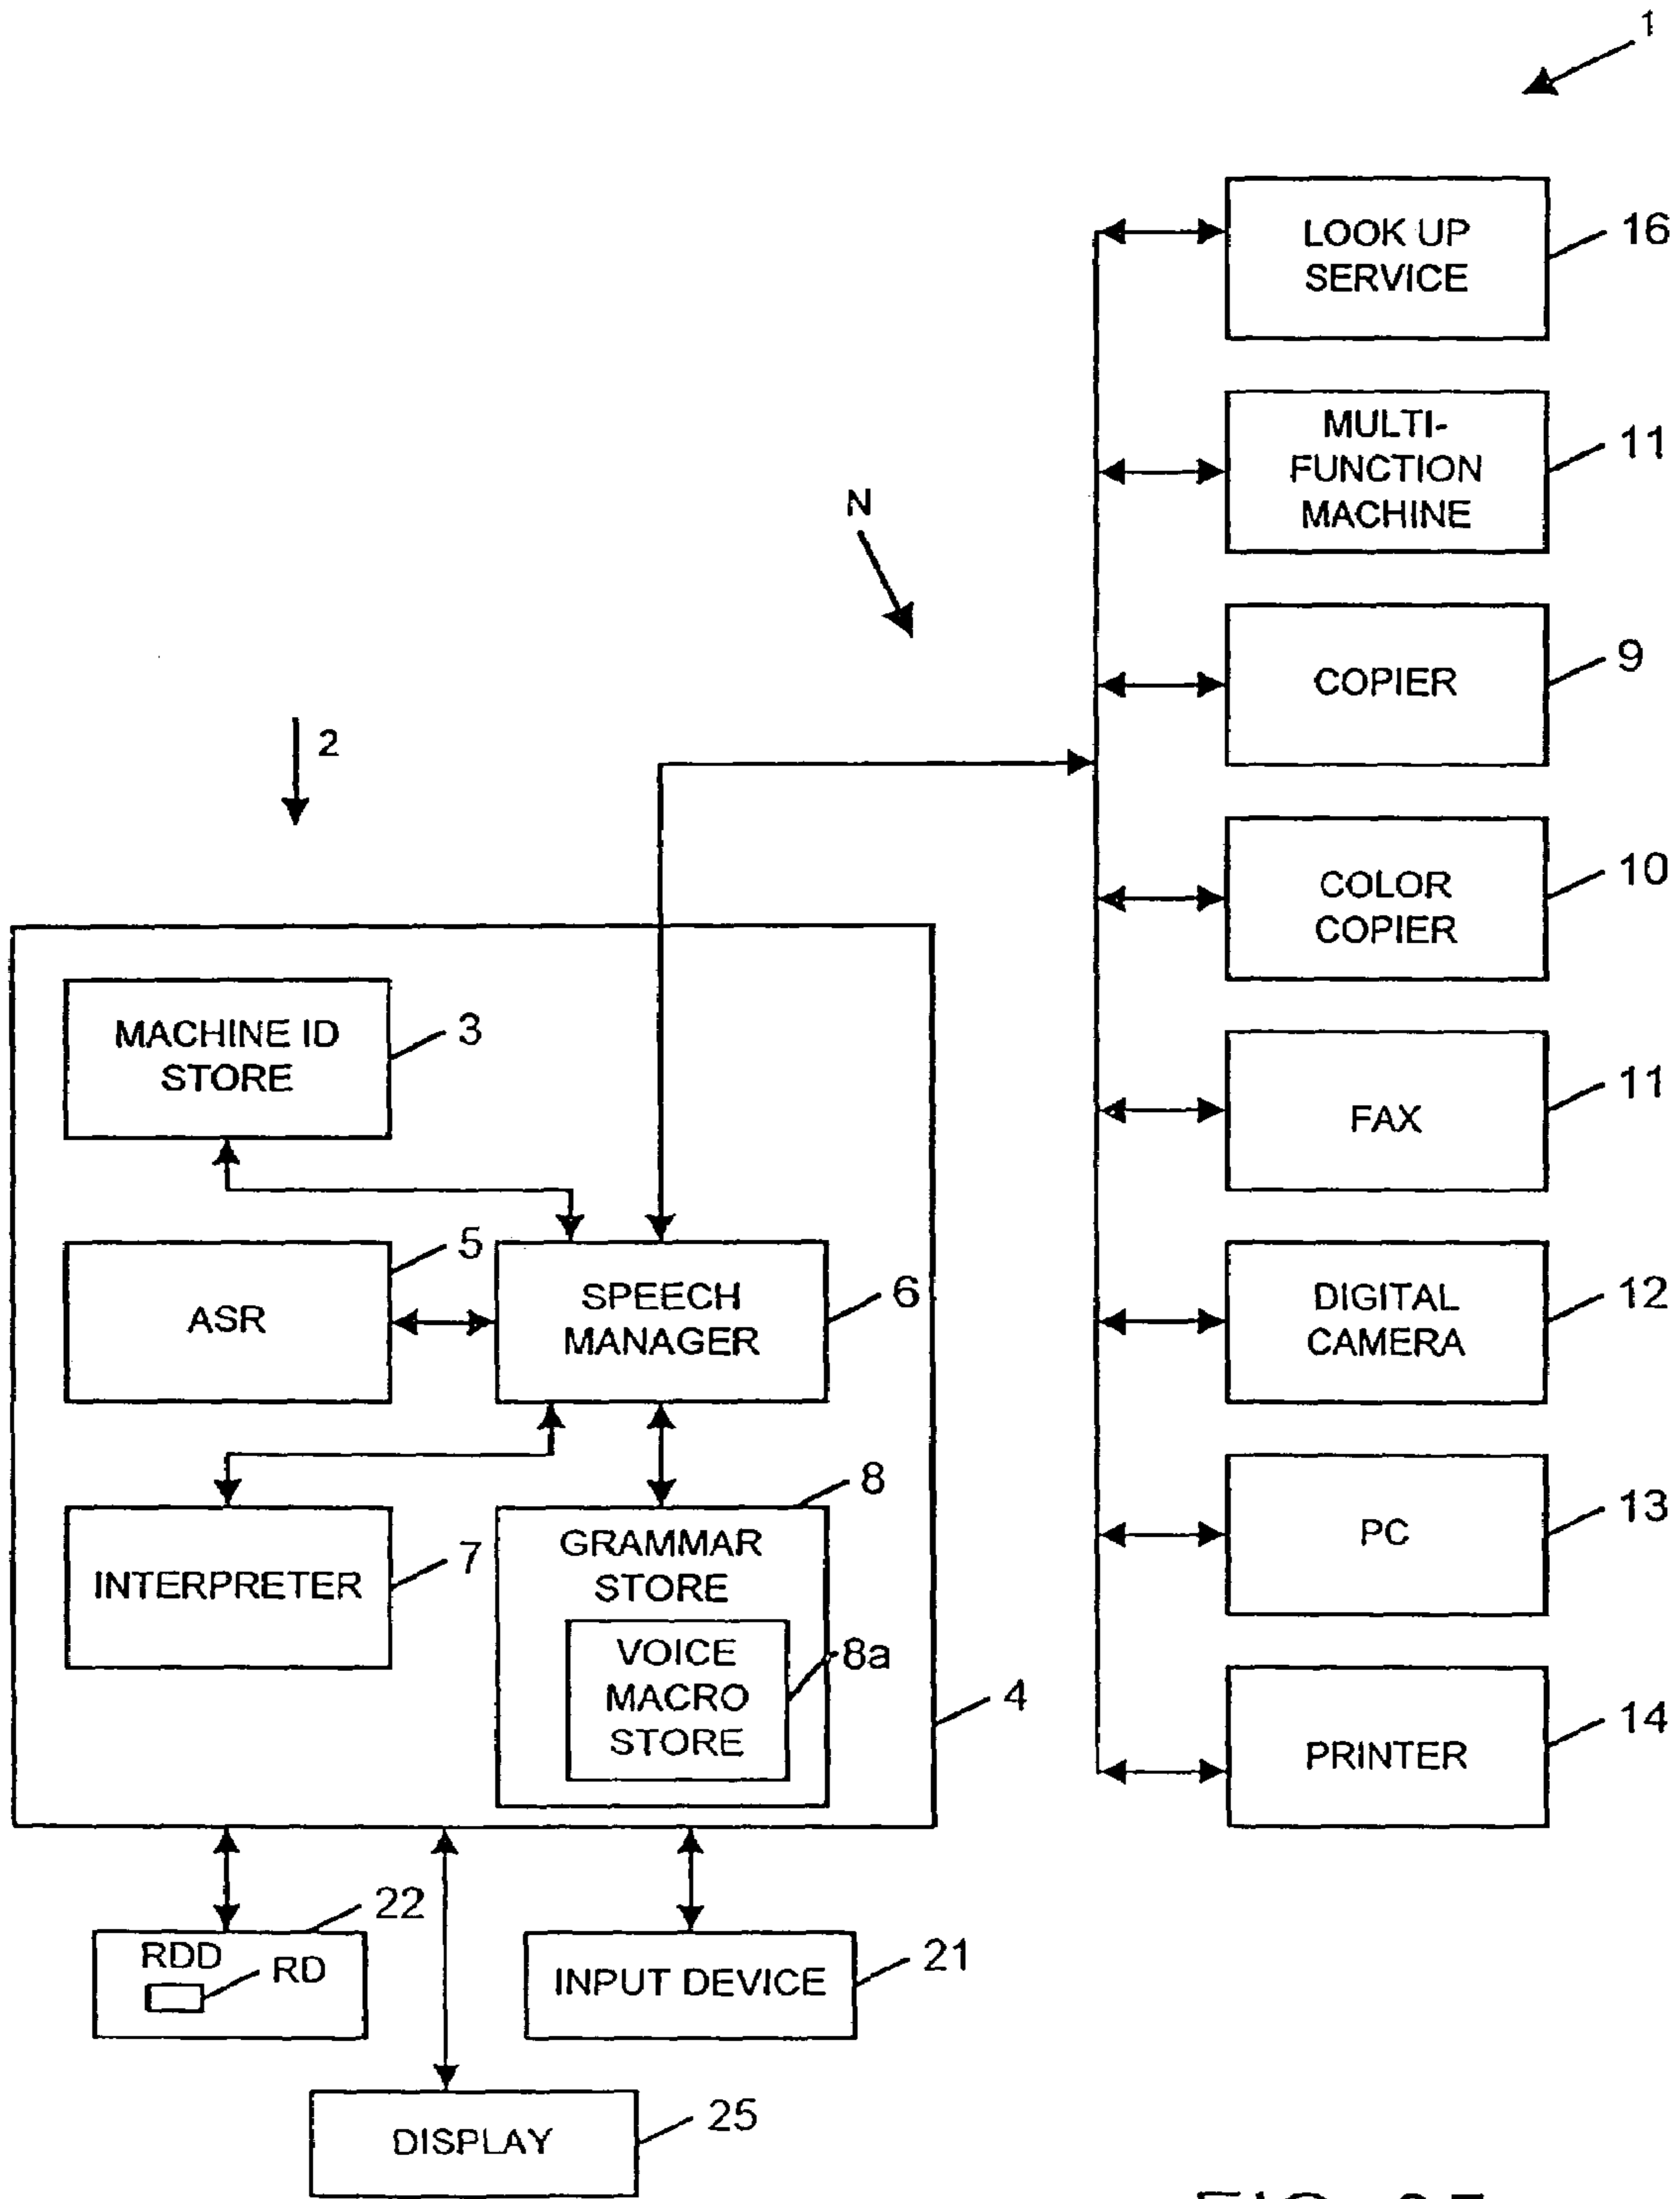 1
LOOK UP
SERVICE
16
MULTI-
FUNCTION
MACHINE
11
N
COPIER
9
2
COLOR
COPIER
10
MACHINE ID
STORE
3
FAX
11
ASR
5
SPEECH
MANAGER
6
DIGITAL
CAMERA
12
INTERPRETER
7
GRAMMAR
STORE
8
VOICE
MACRO
STORE
8a
4
PC
13
PRINTER
14
RDD
RD
22
INPUT DEVICE
21
DISPLAY
25